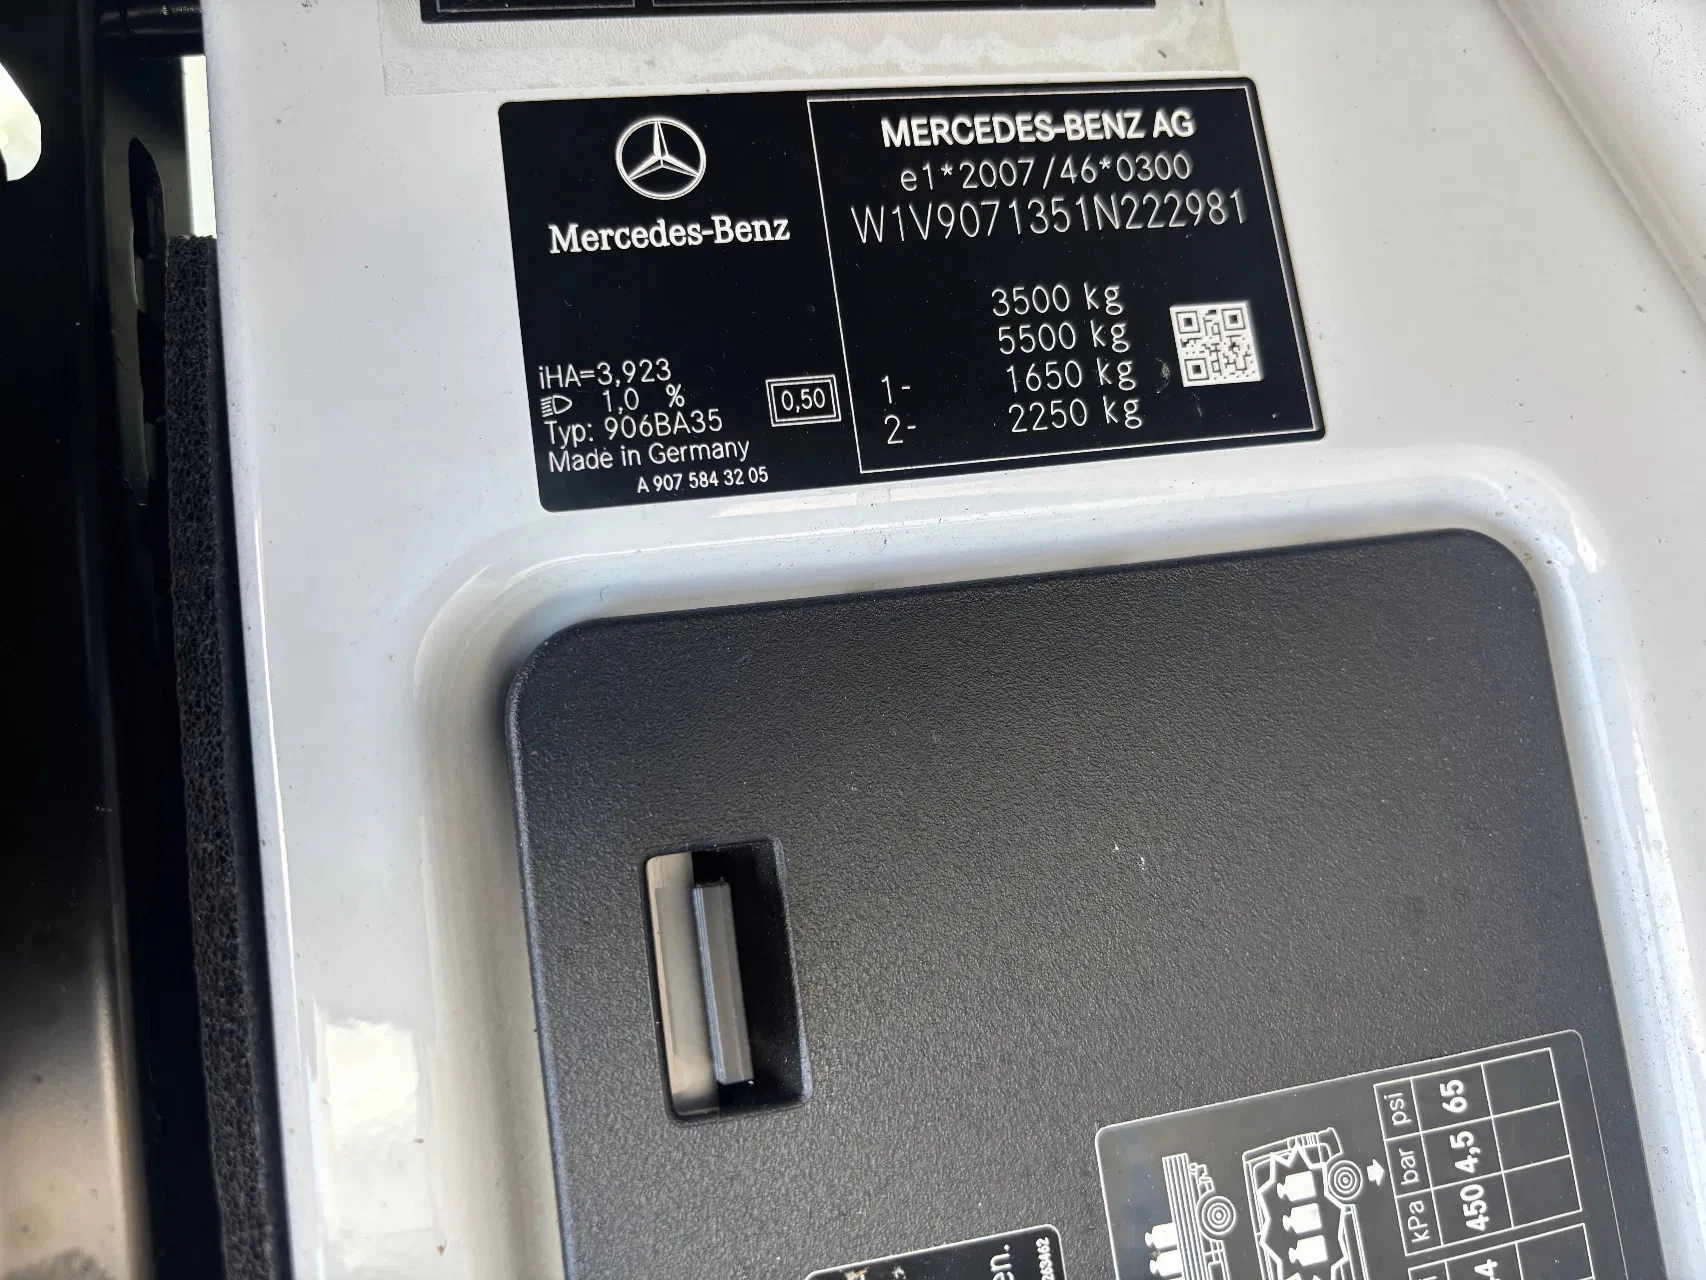 Mercedes-Benz
iHA=3,923
1,0 %
0,50
Typ: 906BA35
Made in Germany
A 907 584 32 05
MERCEDES-BENZ AG
e1*2007/46*0300
W1V9071351N222981
3500 kg
5500 kg
1- 1650 kg
2- 2250 kg
kPa bar psi
450 4,5 65
en.